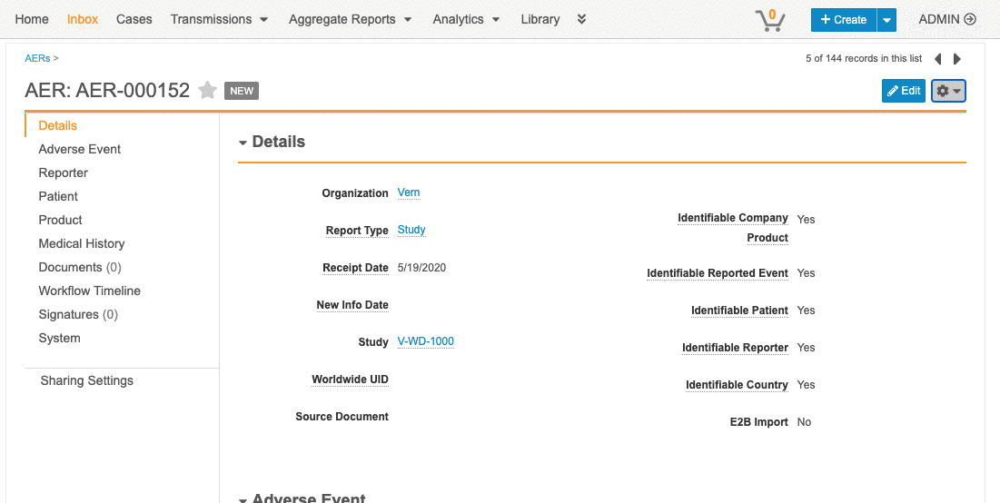 Home Inbox Cases Transmissions Aggregate Reports Analytics Library 0 + Create ADMIN
AERs > 5 of 144 records in this list
AER: AER-000152 NEW Edit
Details
Adverse Event
Reporter
Patient
Product
Medical History
Documents (0)
Workflow Timeline
Signatures (0)
System
Sharing Settings
Details
Organization Vern
Report Type Study
Receipt Date 5/19/2020
New Info Date
Study V-WD-1000
Worldwide UID
Source Document
Identifiable Company Yes
Product
Identifiable Reported Event Yes
Identifiable Patient Yes
Identifiable Reporter Yes
Identifiable Country Yes
E2B Import No
Adverse Event